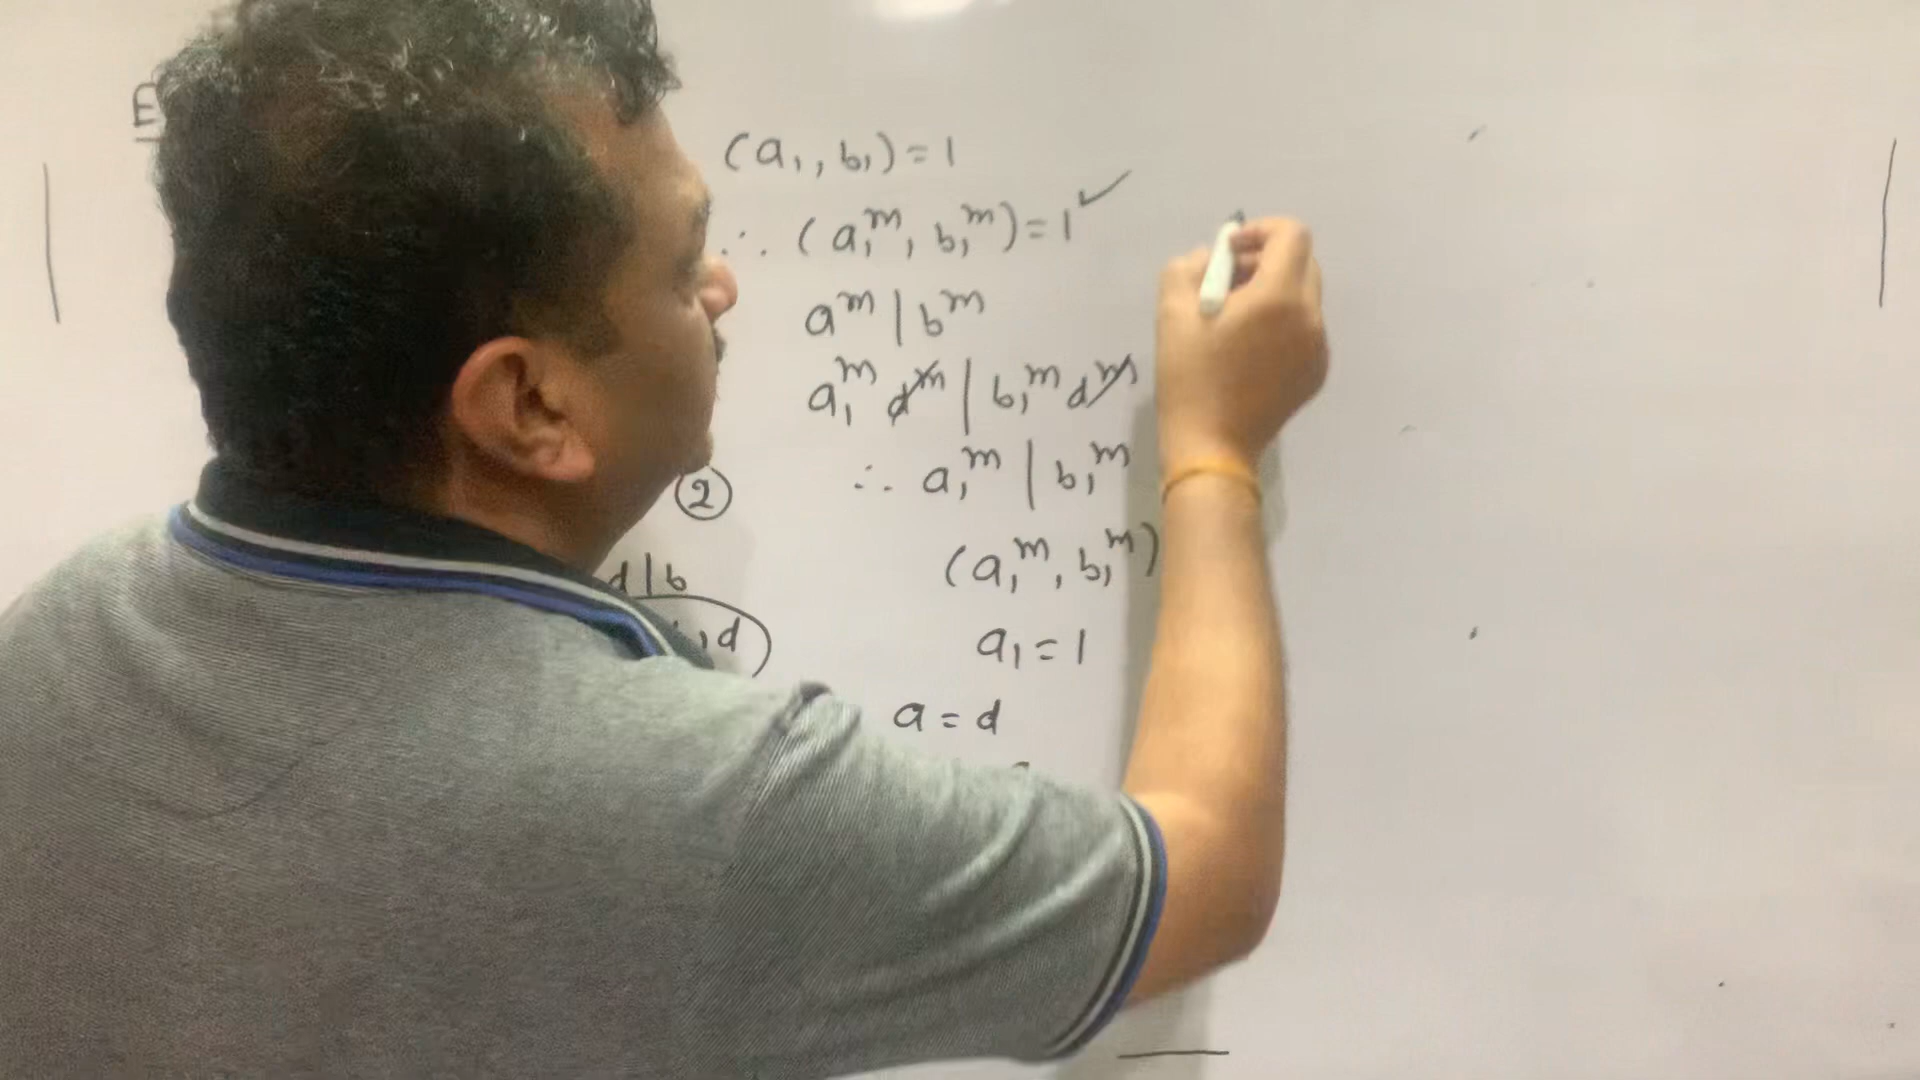 E
(a₁, b₁) = 1
∴ (a₁ᵐ, b₁ᵐ) = 1 ✓
aᵐ | bᵐ
a₁ᵐ dᵐ | b₁ᵐ dᵐ
∴ a₁ᵐ | b₁ᵐ
②
(a₁ᵐ, b₁ᵐ)
d | b
, d
a₁ = 1
a = d